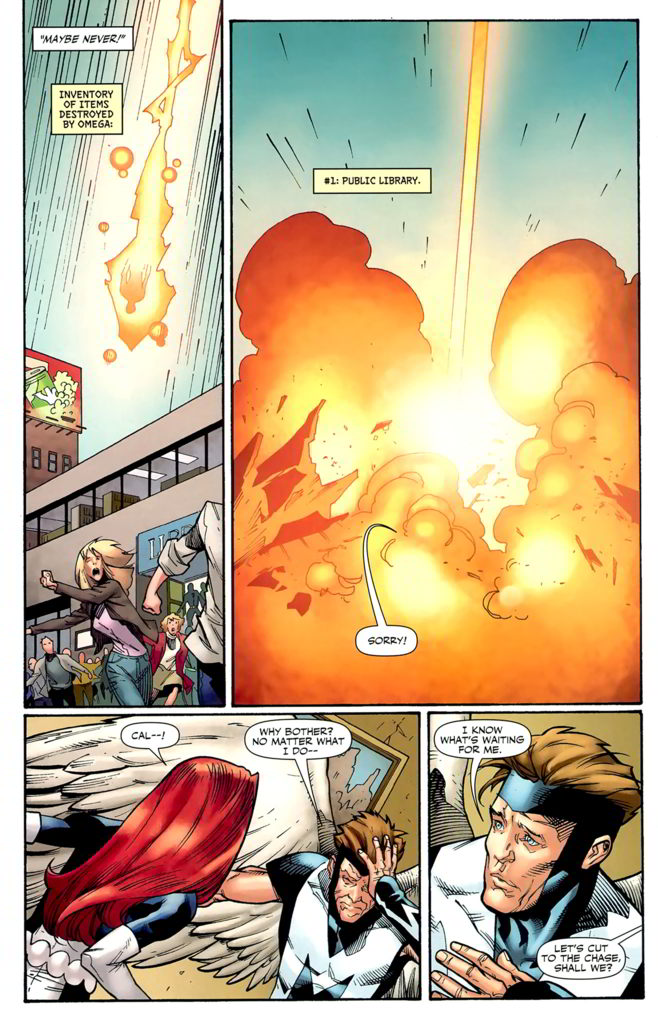 "MAYBE NEVER!"
INVENTORY
OF ITEMS
DESTROYED
BY OMEGA:
#1: PUBLIC LIBRARY.
SORRY!
CAL--!
WHY BOTHER?
NO MATTER WHAT
I DO--
I KNOW
WHAT'S WAITING
FOR ME.
LET'S CUT
TO THE CHASE,
SHALL WE?